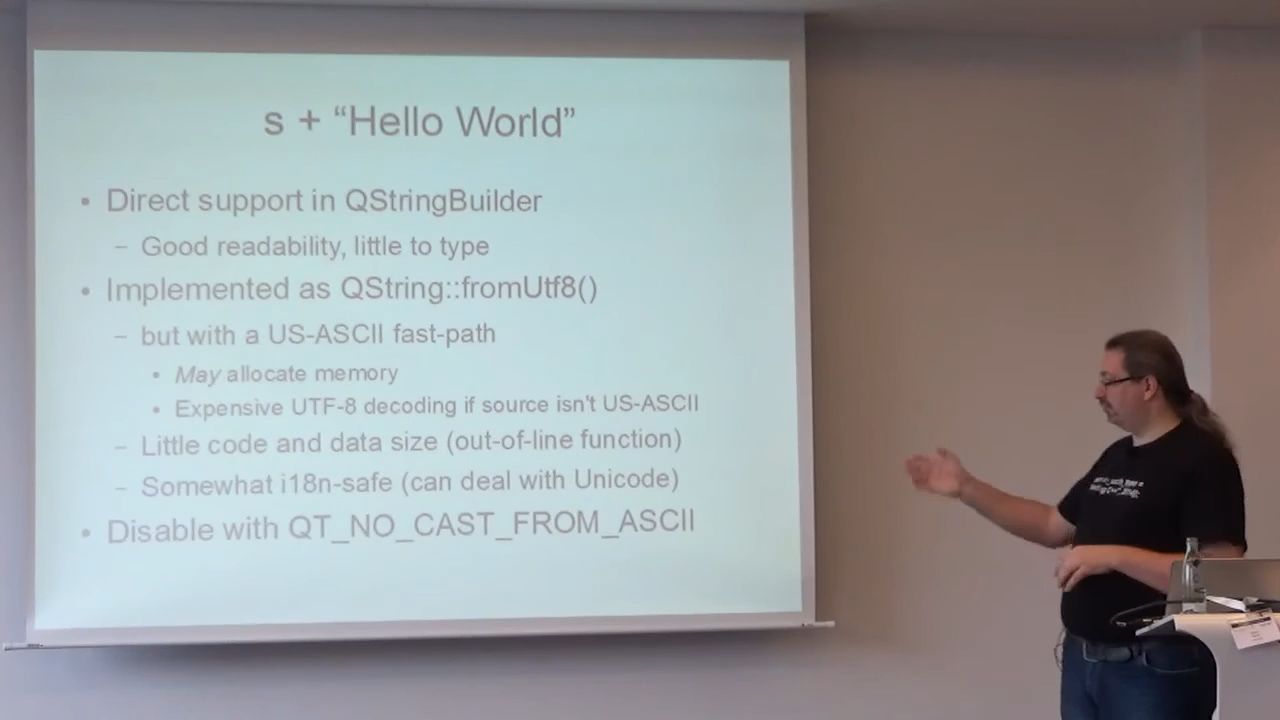 s + “Hello World”
• Direct support in QStringBuilder
– Good readability, little to type
• Implemented as QString::fromUtf8()
– but with a US-ASCII fast-path
• May allocate memory
• Expensive UTF-8 decoding if source isn't US-ASCII
– Little code and data size (out-of-line function)
– Somewhat i18n-safe (can deal with Unicode)
• Disable with QT_NO_CAST_FROM_ASCII